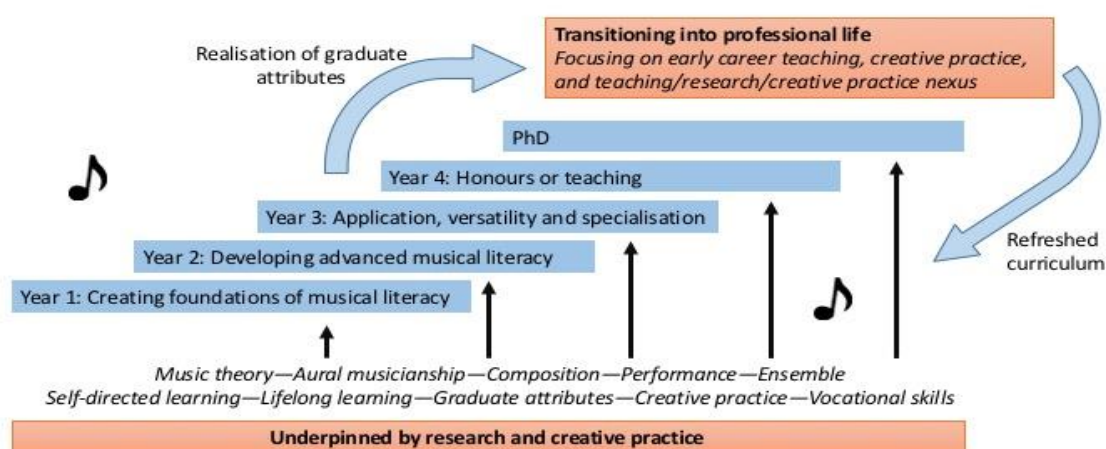 Realisation of graduate
attributes
Transitioning into professional life
Focusing on early career teaching, creative practice,
and teaching/research/creative practice nexus
PhD
Year 4: Honours or teaching
Year 3: Application, versatility and specialisation
Year 2: Developing advanced musical literacy
Year 1: Creating foundations of musical literacy
Refreshed
curriculum
Music theory—Aural musicianship—Composition—Performance—Ensemble
Self-directed learning—Lifelong learning—Graduate attributes—Creative practice—Vocational skills
Underpinned by research and creative practice